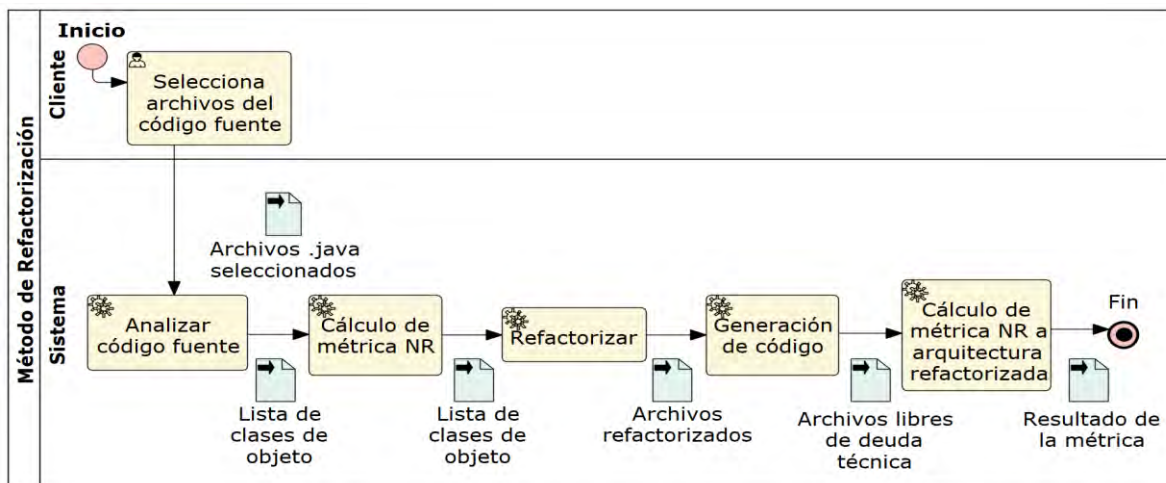 Método de Refactorización
Cliente
Inicio
Selecciona
archivos del
código fuente
Sistema
Archivos .java
seleccionados
Analizar
código fuente
Lista de
clases de
objeto
Cálculo de
métrica NR
Lista de
clases de
objeto
Refactorizar
Archivos
refactorizados
Generación
de código
Archivos libres
de deuda
técnica
Cálculo de
métrica NR a
arquitectura
refactorizada
Resultado de
la métrica
Fin